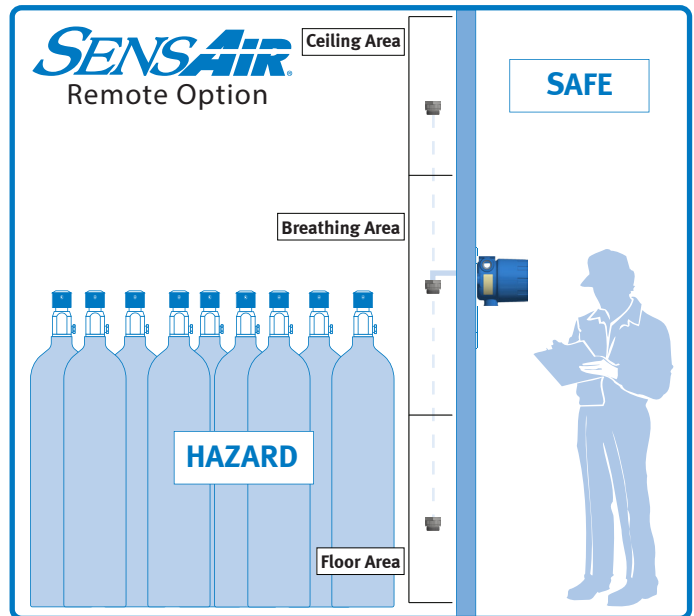 SENSAIR®
Remote Option
Ceiling Area
SAFE
Breathing Area
HAZARD
Floor Area